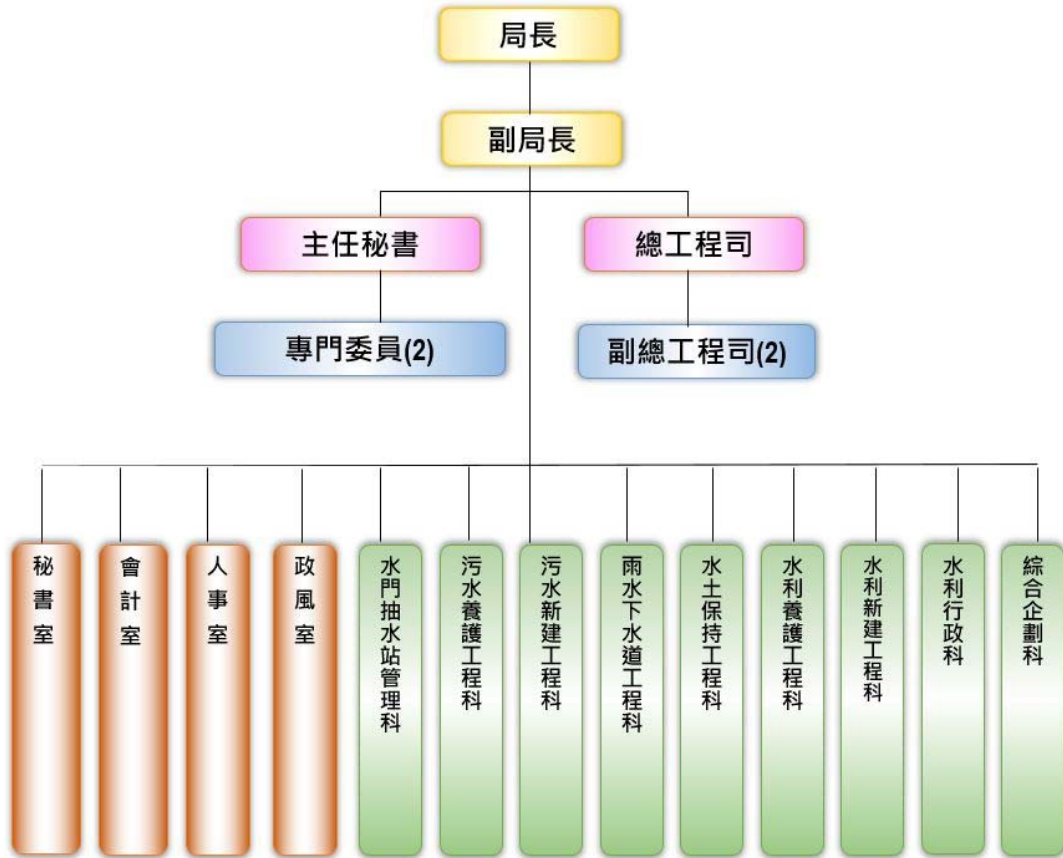 局長
副局長
主任秘書
總工程司
專門委員(2)
副總工程司(2)
秘書室
會計室
人事室
政風室
水門抽水站管理科
污水養護工程科
污水新建工程科
雨水下水道工程科
水土保持工程科
水利養護工程科
水利新建工程科
水利行政科
綜合企劃科